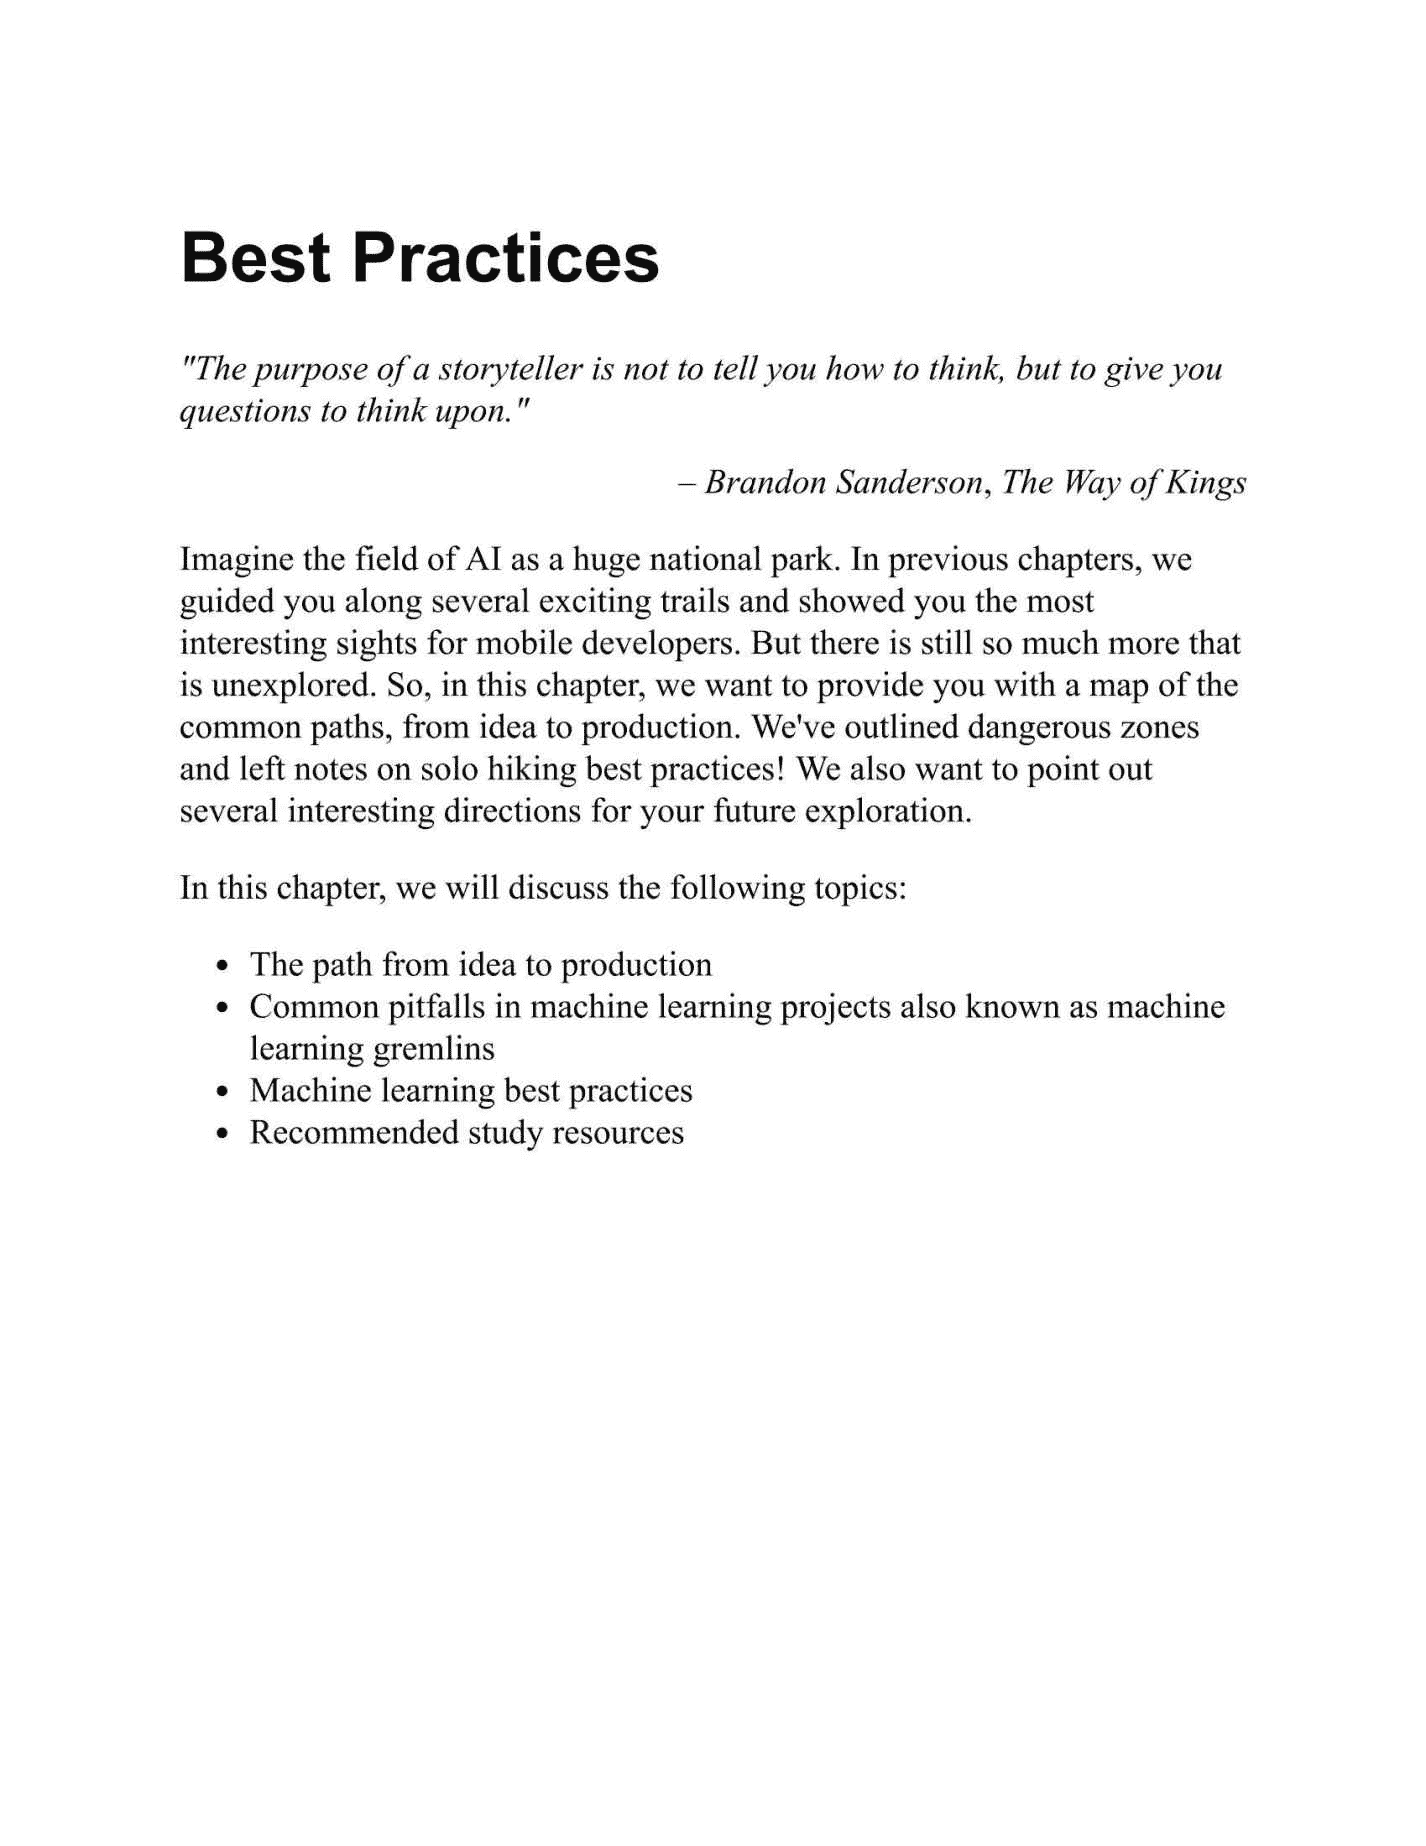 Best Practices
"The purpose of a storyteller is not to tell you how to think, but to give you
questions to think upon."
– Brandon Sanderson, The Way of Kings
Imagine the field of AI as a huge national park. In previous chapters, we
guided you along several exciting trails and showed you the most
interesting sights for mobile developers. But there is still so much more that
is unexplored. So, in this chapter, we want to provide you with a map of the
common paths, from idea to production. We've outlined dangerous zones
and left notes on solo hiking best practices! We also want to point out
several interesting directions for your future exploration.
In this chapter, we will discuss the following topics:
• The path from idea to production
• Common pitfalls in machine learning projects also known as machine
learning gremlins
• Machine learning best practices
• Recommended study resources